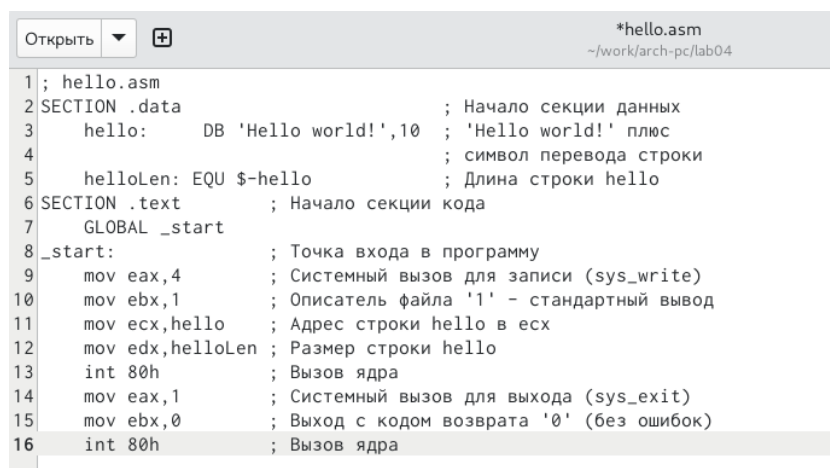 Открыть
*hello.asm
~/work/arch-pc/lab04
1 ; hello.asm
2 SECTION .data ; Начало секции данных
3 hello: DB 'Hello world!',10 ; 'Hello world!' плюс
4 ; символ перевода строки
5 helloLen: EQU $-hello ; Длина строки hello
6 SECTION .text ; Начало секции кода
7 GLOBAL _start
8 _start: ; Точка входа в программу
9 mov eax,4 ; Системный вызов для записи (sys_write)
10 mov ebx,1 ; Описатель файла '1' - стандартный вывод
11 mov ecx,hello ; Адрес строки hello в ecx
12 mov edx,helloLen ; Размер строки hello
13 int 80h ; Вызов ядра
14 mov eax,1 ; Системный вызов для выхода (sys_exit)
15 mov ebx,0 ; Выход с кодом возврата '0' (без ошибок)
16 int 80h ; Вызов ядра